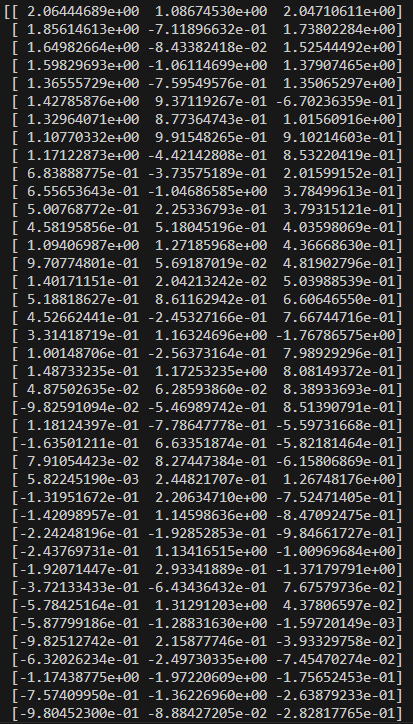 [[ 2.06444689e+00  1.08674530e+00  2.04710611e+00]
 [ 1.85614613e+00 -7.11896632e-01  1.73802284e+00]
 [ 1.64982664e+00 -8.43382418e-02  1.52544492e+00]
 [ 1.59829693e+00 -1.06114699e+00  1.37907465e+00]
 [ 1.36555729e+00 -7.59549576e-01  1.35065297e+00]
 [ 1.42785876e+00  9.37119267e-01 -6.70236359e-01]
 [ 1.32964071e+00  8.77364743e-01  1.01560916e+00]
 [ 1.10770332e+00  9.91548265e-01  9.10214603e-01]
 [ 1.17122873e+00 -4.42142808e-01  8.53220419e-01]
 [ 6.83888775e-01 -3.73575189e-01  2.01599152e-01]
 [ 6.55653643e-01 -1.04686585e+00  3.78499613e-01]
 [ 5.00768772e-01  2.25336793e-01  3.79315121e-01]
 [ 4.58195856e-01  5.18045196e-01  4.03598069e-01]
 [ 1.09406987e+00  1.27185968e+00  4.36668630e-01]
 [ 9.70774801e-01  5.69187019e-02  4.81902796e-01]
 [ 1.40171151e-01  2.04213242e-02  5.03988539e-01]
 [ 5.18818627e-01  8.61162942e-01  6.60646550e-01]
 [ 4.52662441e-01 -2.45327166e-01  7.66744716e-01]
 [ 3.31418719e-01  1.16324696e+00 -1.76786575e+00]
 [ 1.00148706e-01 -2.56373164e-01  7.98929296e-01]
 [ 1.48733235e-01  1.17253235e+00  8.08149372e-01]
 [ 4.87502635e-02  6.28593860e-02  8.38933693e-01]
 [-9.82591094e-02 -5.46989742e-01  8.51390791e-01]
 [ 1.18124397e-01 -7.78647778e-01 -5.59731668e-01]
 [-1.63501211e-01  6.63351874e-01 -5.82181464e-01]
 [ 7.91054423e-02  8.27447384e-01 -6.15806869e-01]
 [ 5.82245190e-03  2.44821707e-01  1.26748176e+00]
 [-1.31951672e-01  2.20634710e+00 -7.52471405e-01]
 [-1.42098957e-01  1.14598636e+00 -8.47092475e-01]
 [-2.24248196e-01 -1.92852853e-01 -9.84661727e-01]
 [-2.43769731e-01  1.13416515e+00 -1.00969684e+00]
 [-1.92071447e-01  2.93341889e-01 -1.37179791e+00]
 [-3.72133433e-01 -6.43436432e-01  7.67579736e-02]
 [-5.78425164e-01  1.31291203e+00  4.37806597e-02]
 [-5.87799186e-01 -1.28831630e+00 -1.59720149e-03]
 [-9.82512742e-01  2.15877746e-01 -3.93329758e-02]
 [-6.32026234e-01 -2.49730335e-01 -7.45470274e-02]
 [-1.17438775e+00 -1.97220609e+00 -1.75652453e-01]
 [-7.57409950e-01 -1.36226960e+00 -2.63879233e-01]
 [-9.80452300e-01 -8.88427205e-02 -2.82817765e-01]